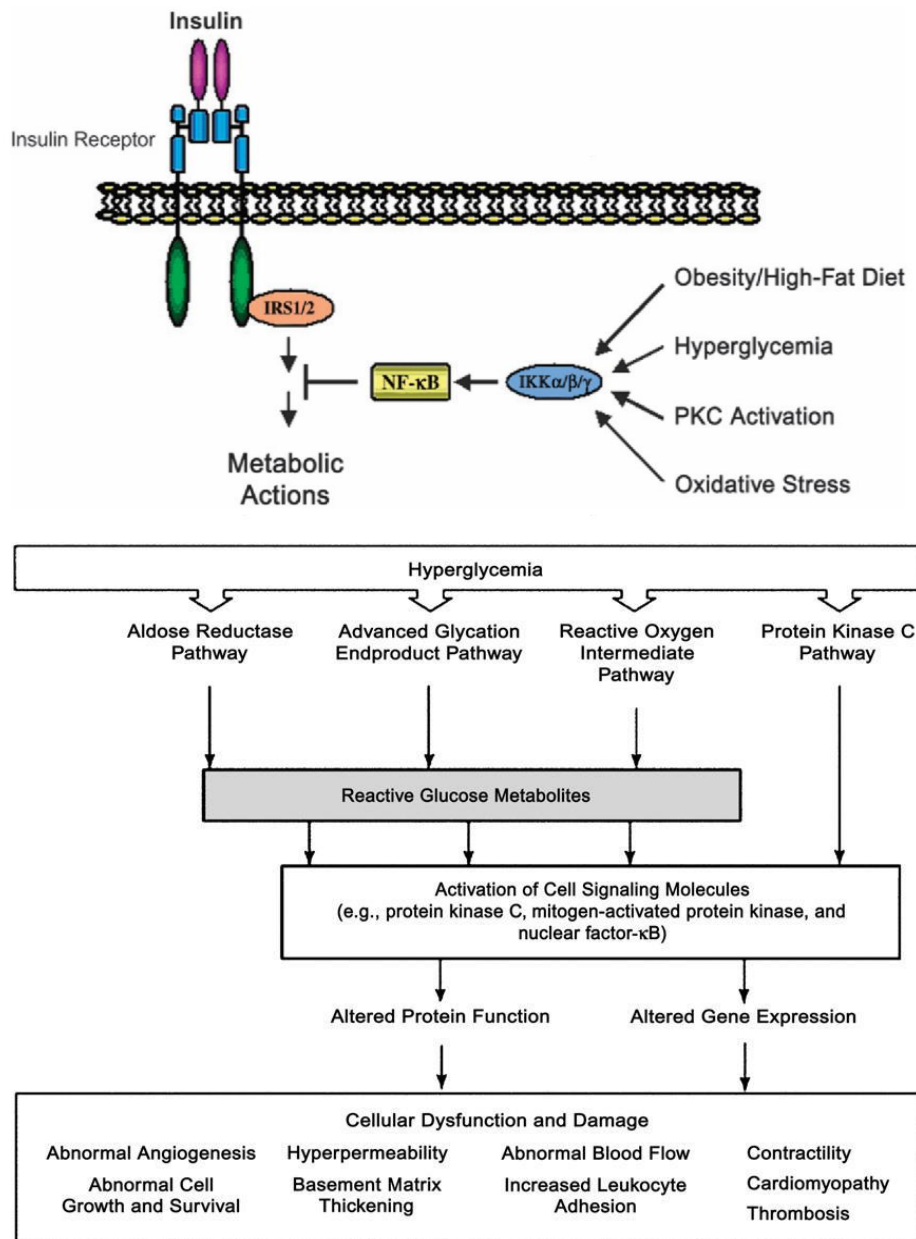 Insulin
Insulin Receptor
IRS1/2
Obesity/High-Fat Diet
Hyperglycemia
NF-κB
IKKα/β/γ
PKC Activation
Metabolic
Actions
Oxidative Stress
Hyperglycemia
Aldose Reductase
Pathway
Advanced Glycation
Endproduct Pathway
Reactive Oxygen
Intermediate
Pathway
Protein Kinase C
Pathway
Reactive Glucose Metabolites
Activation of Cell Signaling Molecules
(e.g., protein kinase C, mitogen-activated protein kinase, and
nuclear factor-κB)
Altered Protein Function
Altered Gene Expression
Cellular Dysfunction and Damage
Abnormal Angiogenesis
Abnormal Cell
Growth and Survival
Hyperpermeability
Basement Matrix
Thickening
Abnormal Blood Flow
Increased Leukocyte
Adhesion
Contractility
Cardiomyopathy
Thrombosis